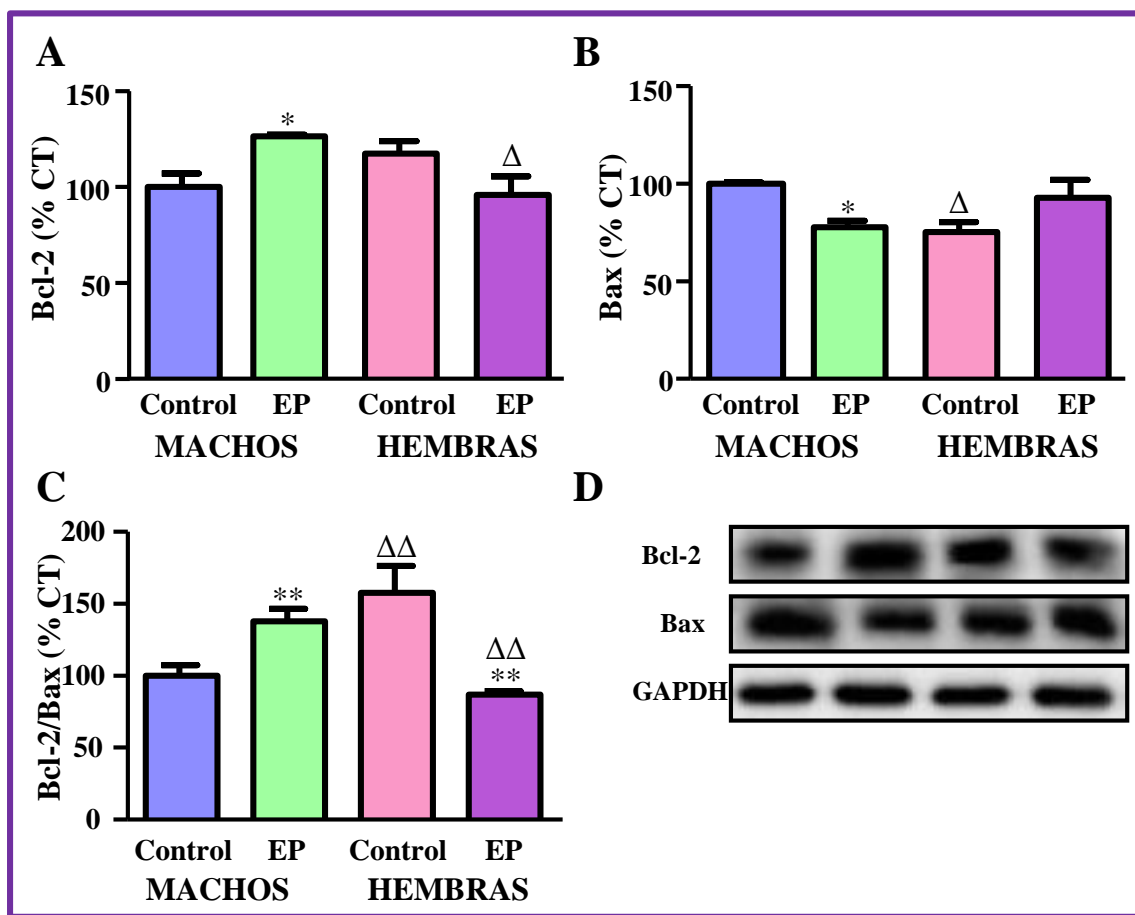 A
Bcl-2 (% CT)
150
100
50
0
*
Δ
Control EP Control EP
MACHOS HEMBRAS
B
Bax (% CT)
150
100
50
0
*
Δ
Control EP Control EP
MACHOS HEMBRAS
C
Bcl-2/Bax (% CT)
200
150
100
50
0
**
ΔΔ
ΔΔ
**
Control EP Control EP
MACHOS HEMBRAS
D
Bcl-2
Bax
GAPDH